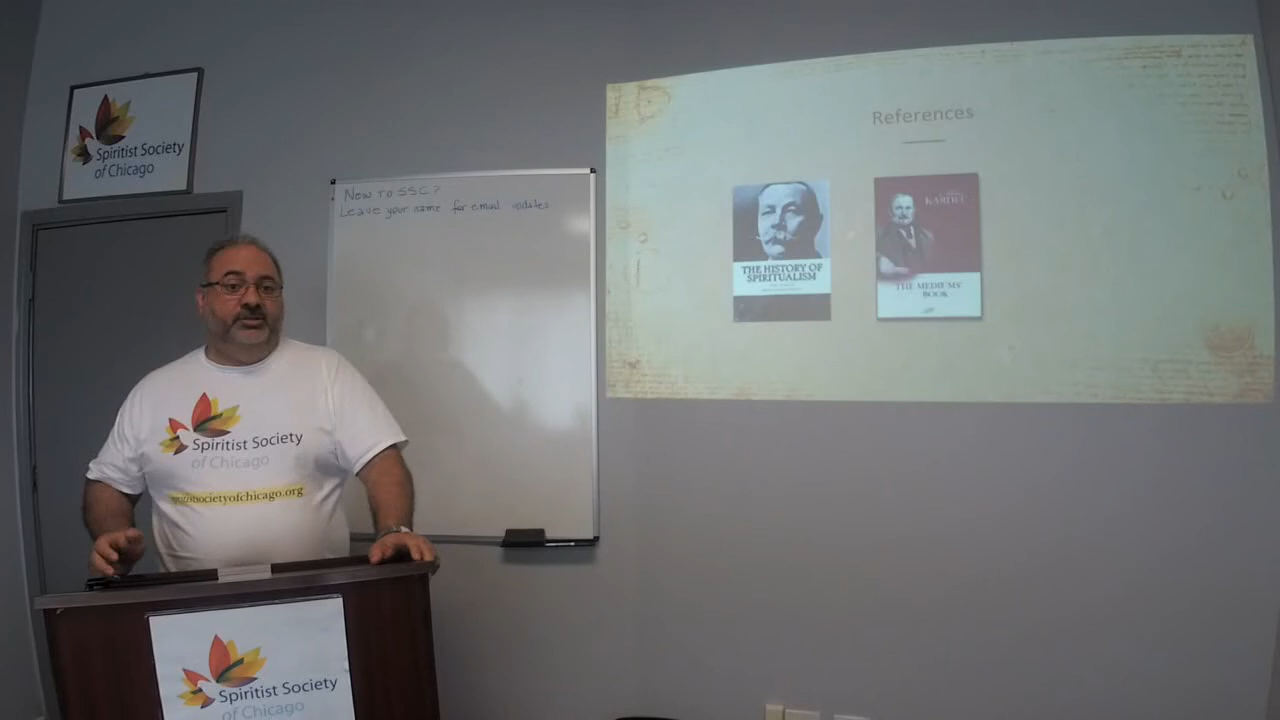 Spiritist Society
of Chicago
New to SSC?
Leave your name for email updates
References
THE HISTORY OF
SPIRITUALISM
KARDEC
THE MEDIUMS'
BOOK
Spiritist Society
of Chicago
societyofchicago.org
Spiritist Society
of Chicago